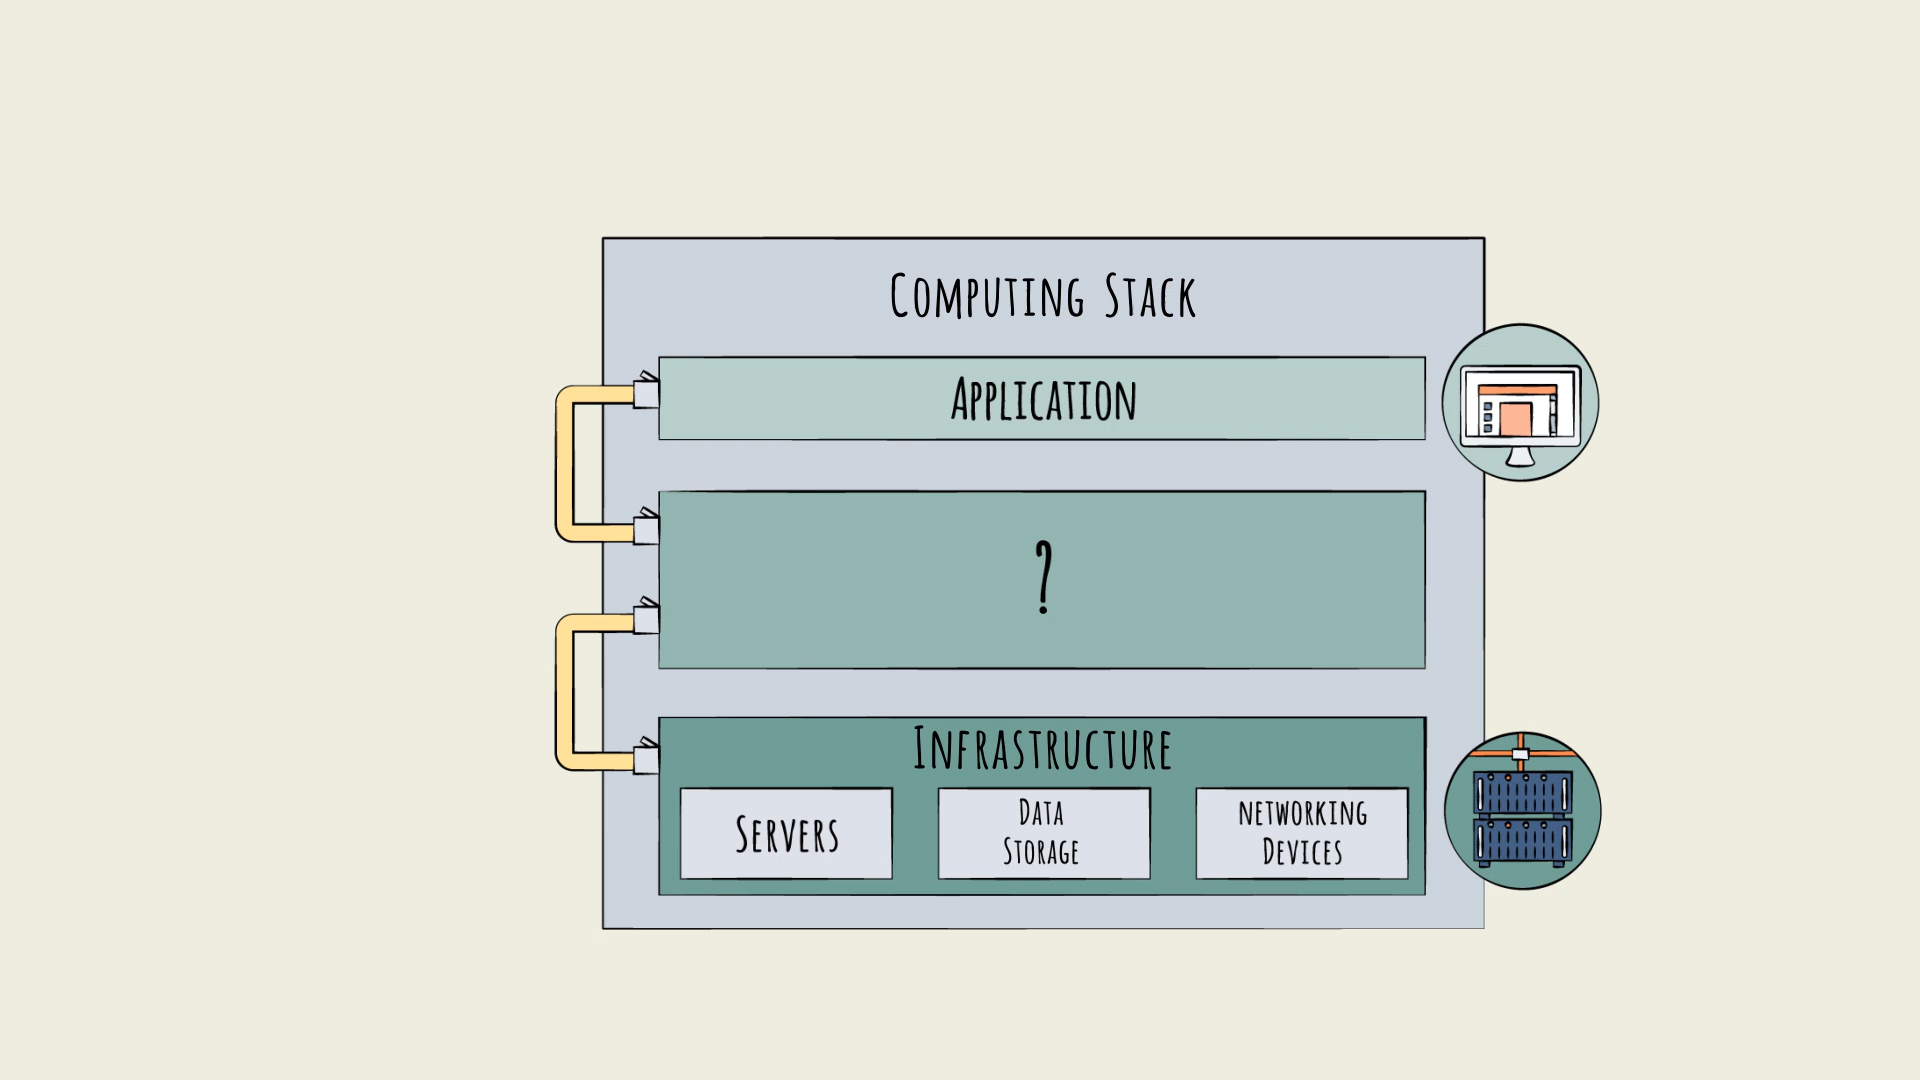 Computing Stack
Application
?
Infrastructure
Servers
Data
Storage
networking
Devices